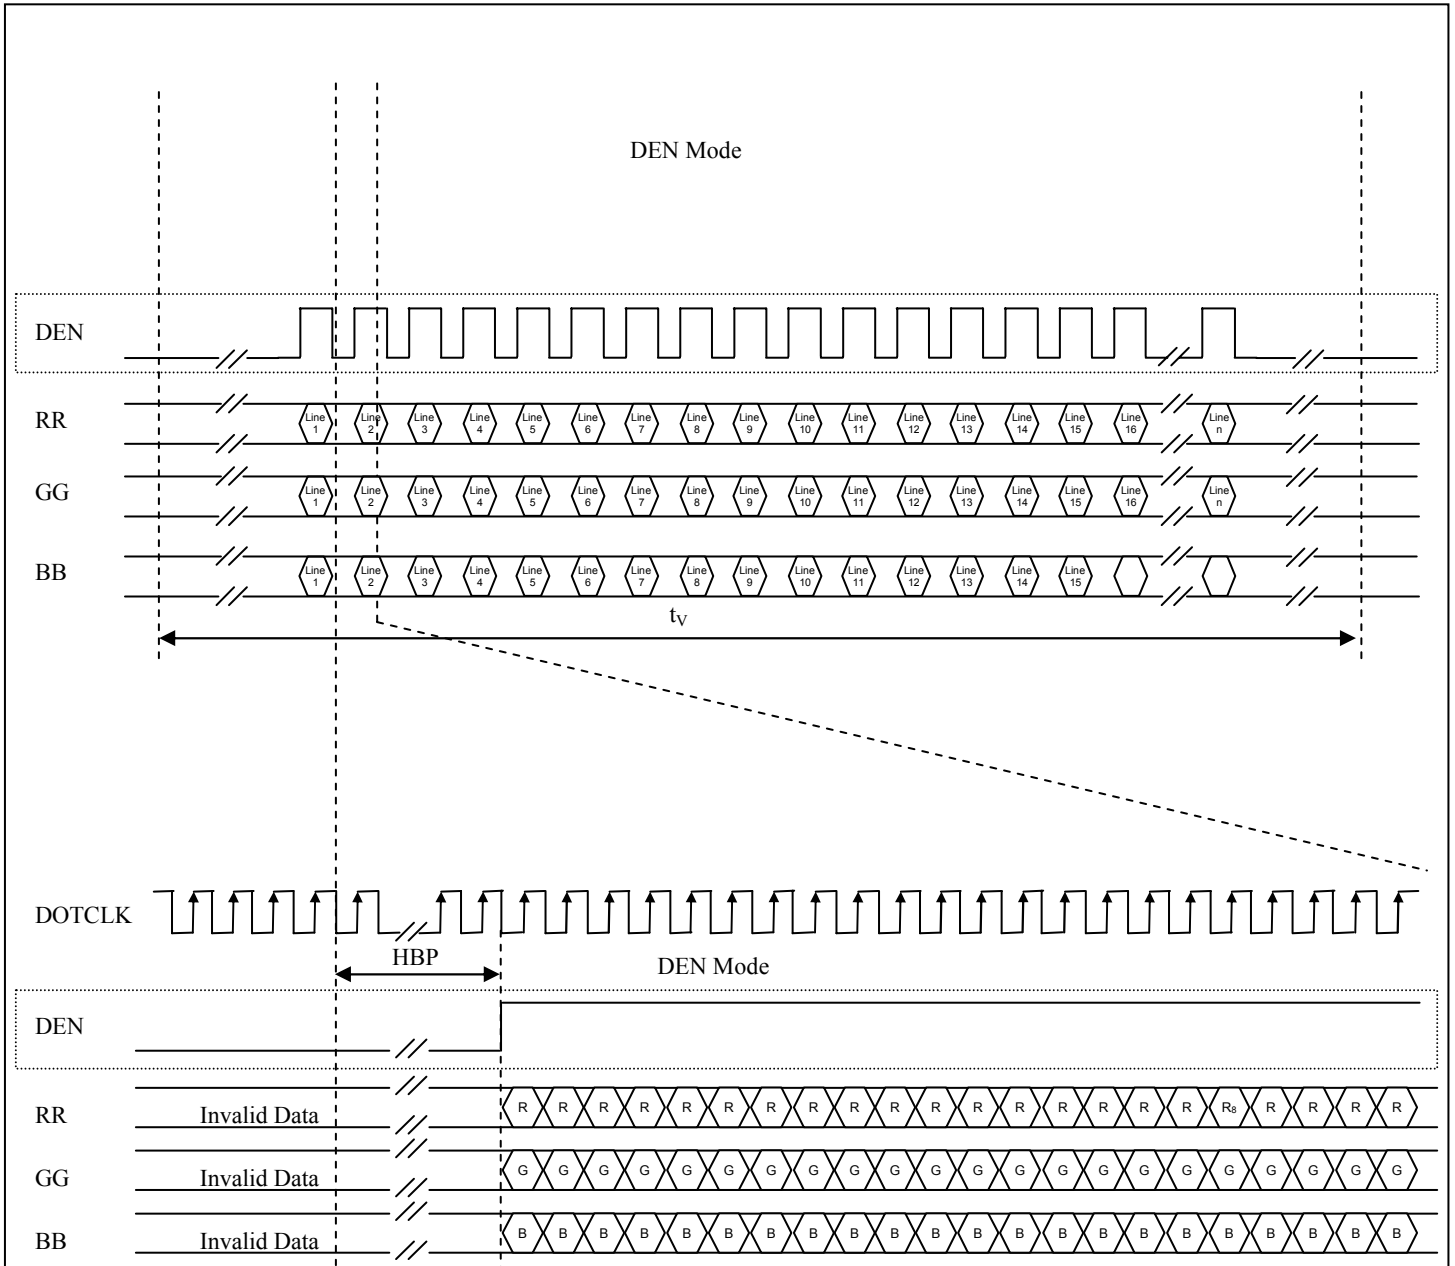 DEN Mode
DEN
RR Line 1 Line 2 Line 3 Line 4 Line 5 Line 6 Line 7 Line 8 Line 9 Line 10 Line 11 Line 12 Line 13 Line 14 Line 15 Line 16 Line n
GG Line 1 Line 2 Line 3 Line 4 Line 5 Line 6 Line 7 Line 8 Line 9 Line 10 Line 11 Line 12 Line 13 Line 14 Line 15 Line 16 Line n
BB Line 1 Line 2 Line 3 Line 4 Line 5 Line 6 Line 7 Line 8 Line 9 Line 10 Line 11 Line 12 Line 13 Line 14 Line 15
tV
DOTCLK
HBP DEN Mode
DEN
RR Invalid Data R R R R R R R R R R R R R R R R R R8 R R R R
GG Invalid Data G G G G G G G G G G G G G G G G G G G G G G
BB Invalid Data B B B B B B B B B B B B B B B B B B B B B B